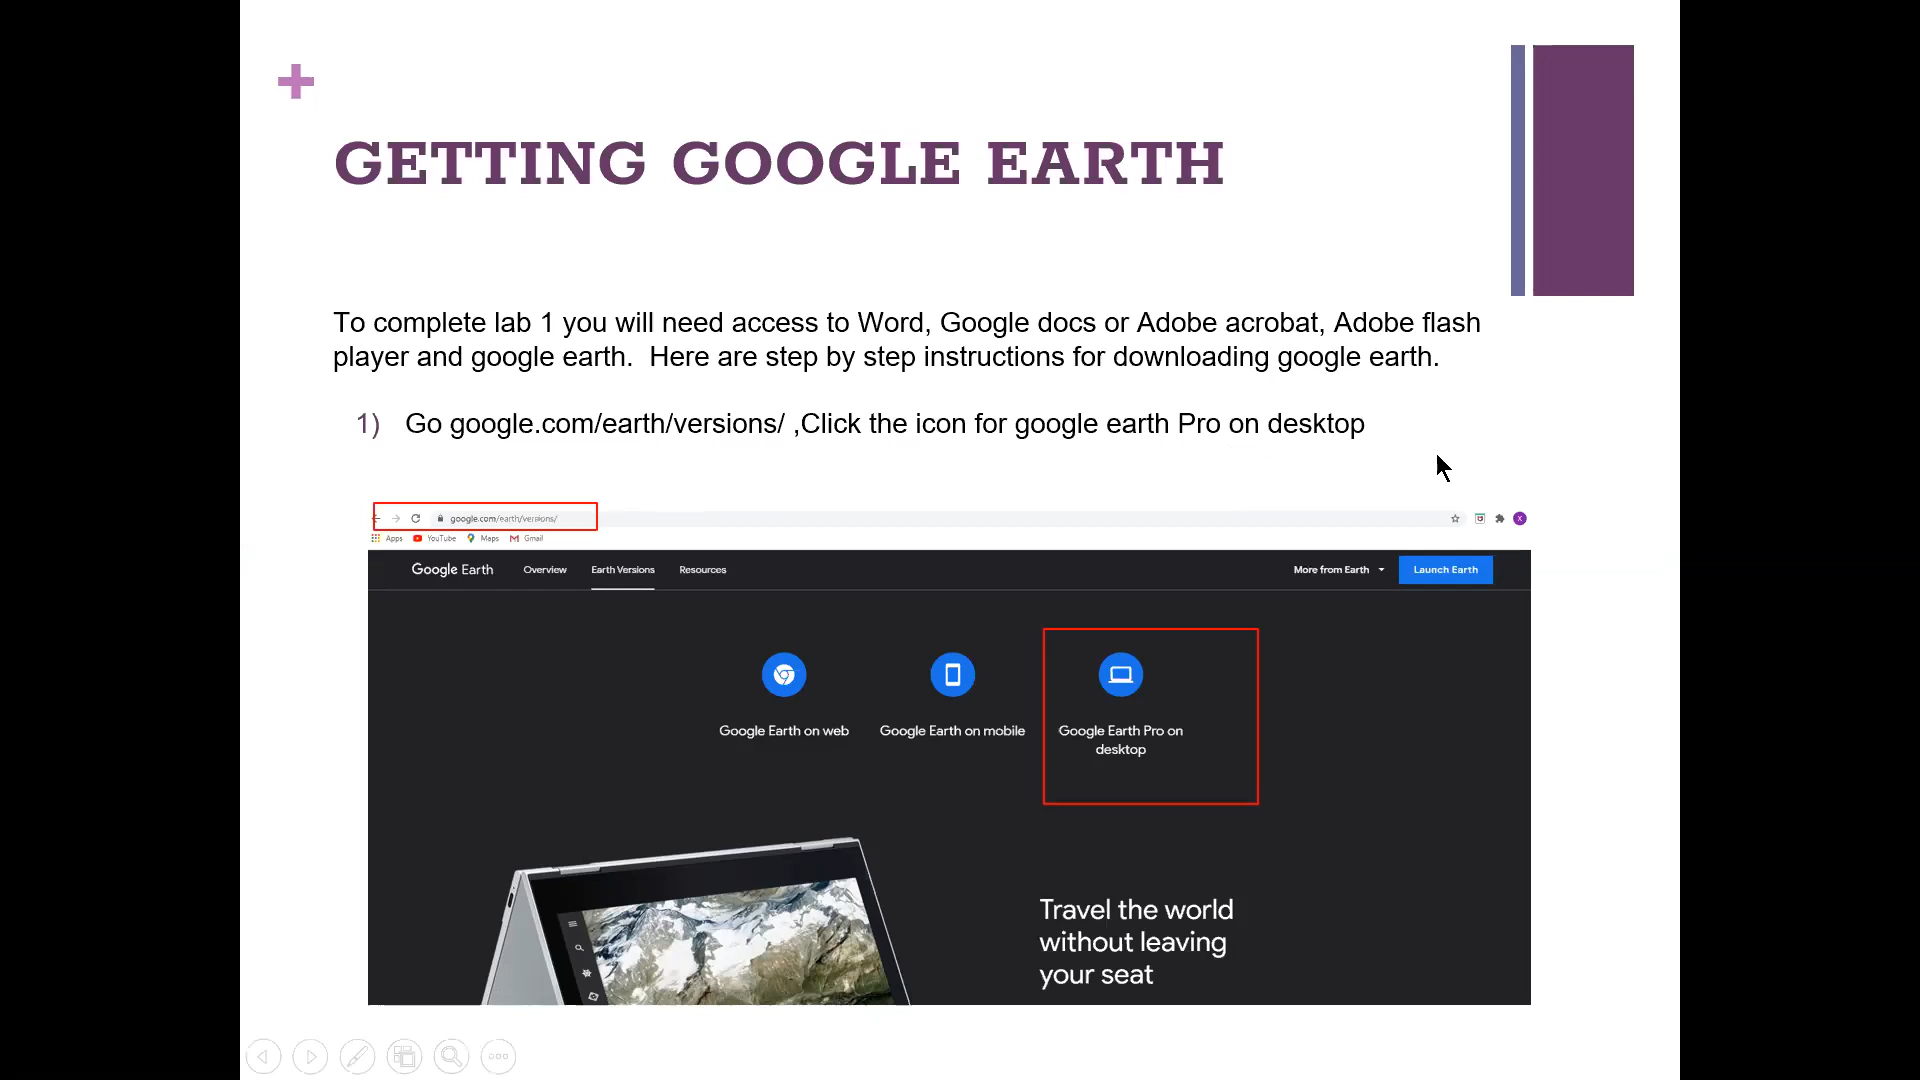 GETTING GOOGLE EARTH
To complete lab 1 you will need access to Word, Google docs or Adobe acrobat, Adobe flash
player and google earth.  Here are step by step instructions for downloading google earth.
1) Go google.com/earth/versions/ ,Click the icon for google earth Pro on desktop
google.com/earth/versions/
Apps YouTube Maps Gmail
Google Earth Overview Earth Versions Resources More from Earth Launch Earth
Google Earth on web Google Earth on mobile Google Earth Pro on
desktop
Travel the world
without leaving
your seat